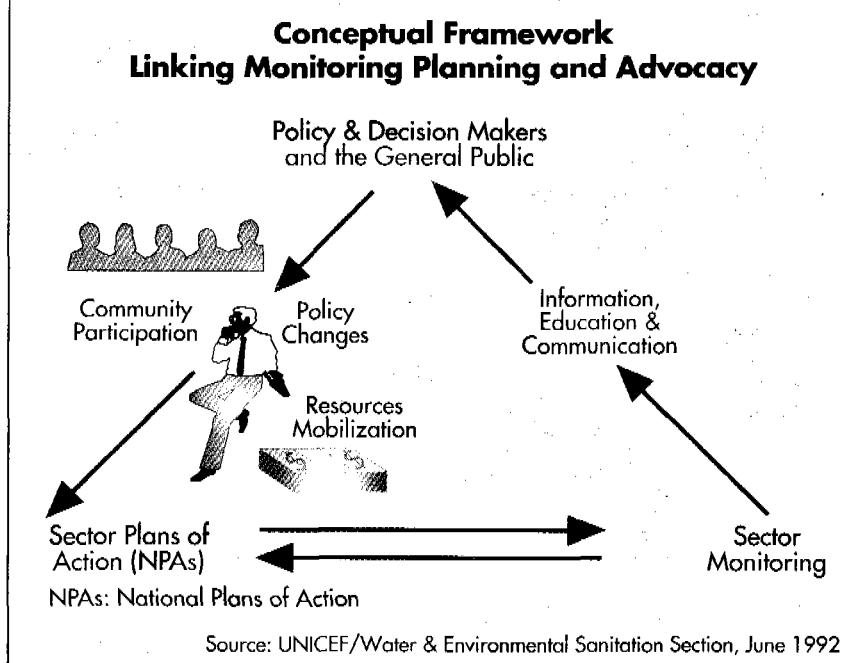 Conceptual Framework
Linking Monitoring Planning and Advocacy
Policy & Decision Makers
and the General Public
Community
Participation
Policy
Changes
Information,
Education &
Communication
Resources
Mobilization
$ $
Sector Plans of
Action (NPAs)
Sector
Monitoring
NPAs: National Plans of Action
Source: UNICEF/Water & Environmental Sanitation Section, June 1992